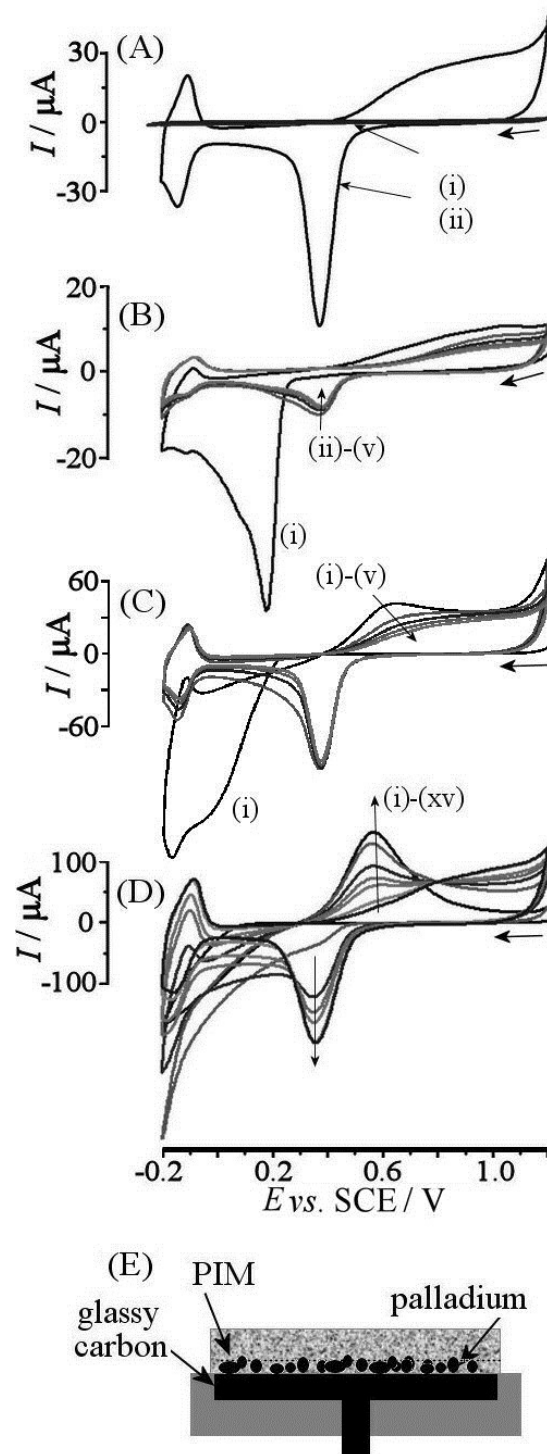 (A)
30
0
-30
I / μA
(i)
(ii)
(B)
20
0
-20
I / μA
(ii)-(v)
(i)
(C)
60
0
-60
I / μA
(i)-(v)
(i)
(D)
100
0
-100
I / μA
(i)-(xv)
-0.2 0.2 0.6 1.0
E vs. SCE / V
(E)
PIM
glassy
carbon
palladium